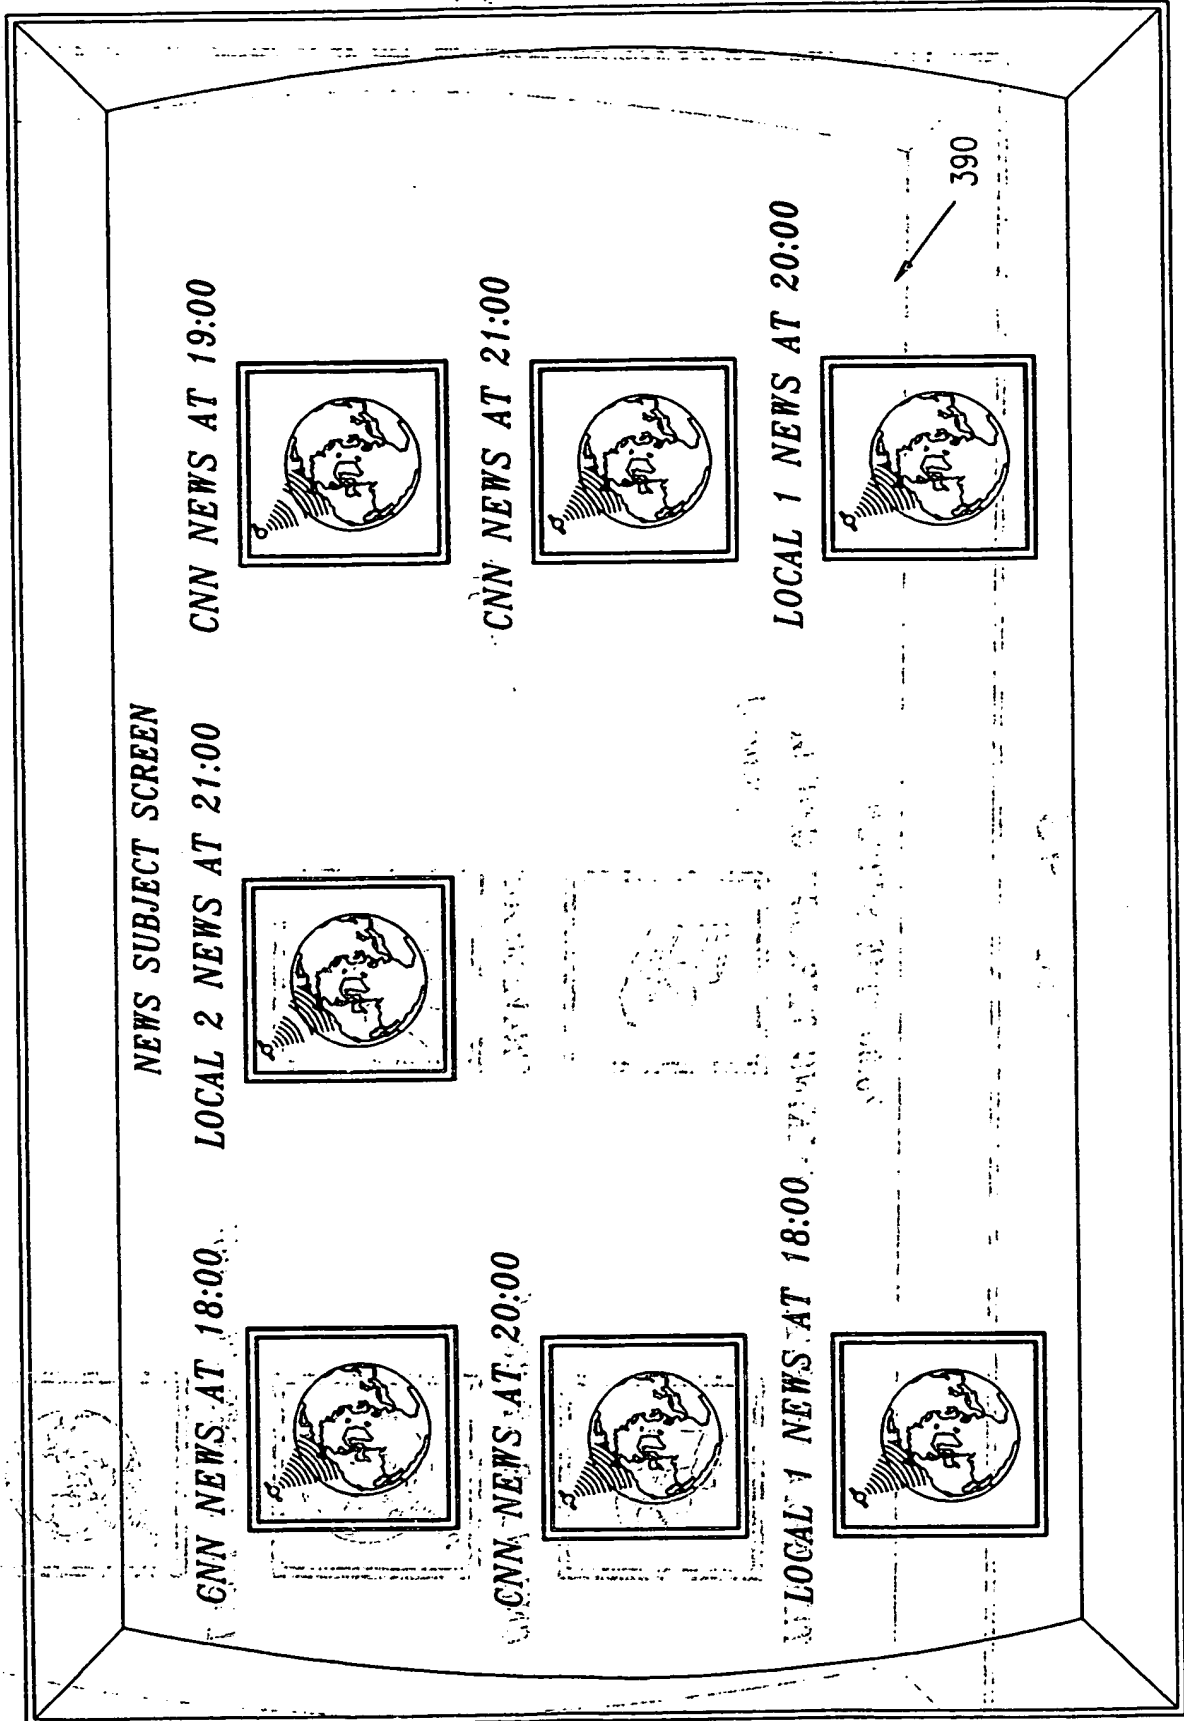 NEWS SUBJECT SCREEN
CNN NEWS AT 18:00
LOCAL 2 NEWS AT 21:00
CNN NEWS AT 19:00
CNN NEWS AT 20:00
CNN NEWS AT 21:00
LOCAL 1 NEWS AT 18:00
LOCAL 1 NEWS AT 20:00
390